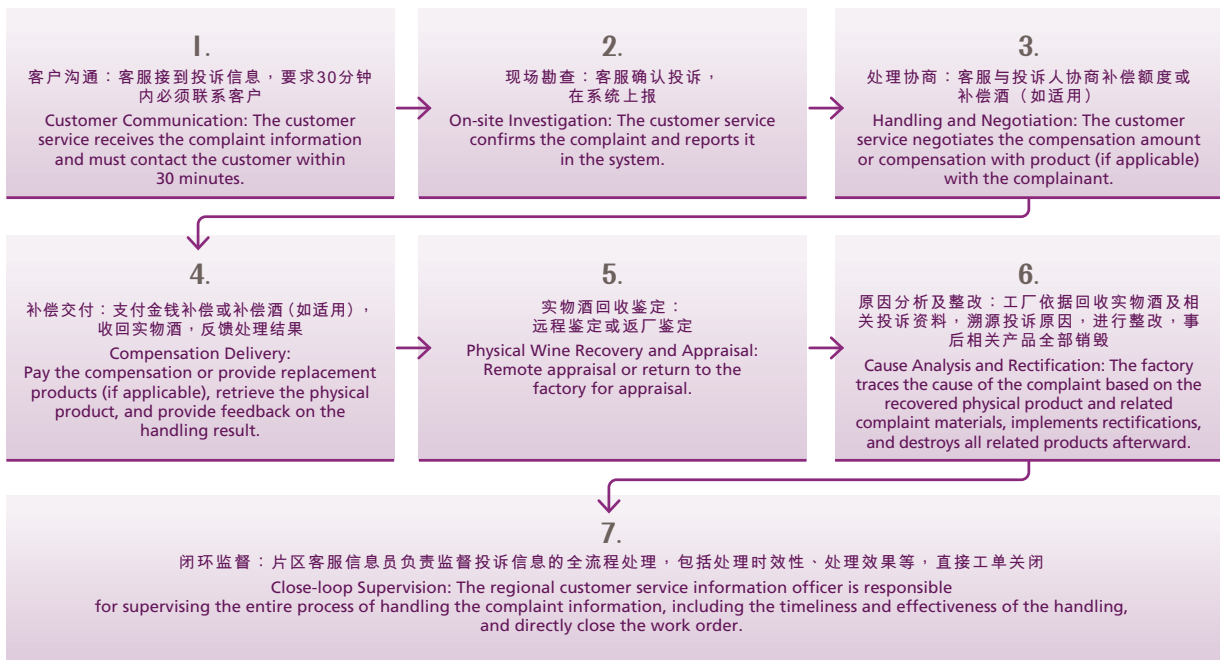 1.
客户沟通：客服接到投诉信息，要求30分钟
内必须联系客户
Customer Communication: The customer
service receives the complaint information
and must contact the customer within
30 minutes.
2.
现场勘查：客服确认投诉，
在系统上报
On-site Investigation: The customer service
confirms the complaint and reports it
in the system.
3.
处理协商：客服与投诉人协商补偿额度或
补偿酒（如适用）
Handling and Negotiation: The customer
service negotiates the compensation amount
or compensation with product (if applicable)
with the complainant.
4.
补偿交付：支付金钱补偿或补偿酒（如适用），
收回实物酒，反馈处理结果
Compensation Delivery:
Pay the compensation or provide replacement
products (if applicable), retrieve the physical
product, and provide feedback on the
handling result.
5.
实物酒回收鉴定：
远程鉴定或返厂鉴定
Physical Wine Recovery and Appraisal:
Remote appraisal or return to the
factory for appraisal.
6.
原因分析及整改：工厂依据回收实物酒及相
关投诉资料，溯源投诉原因，进行整改，事
后相关产品全部销毁
Cause Analysis and Rectification: The factory
traces the cause of the complaint based on the
recovered physical product and related
complaint materials, implements rectifications,
and destroys all related products afterward.
7.
闭环监督：片区客服信息员负责监督投诉信息的全流程处理，包括处理时效性、处理效果等，直接工单关闭
Close-loop Supervision: The regional customer service information officer is responsible
for supervising the entire process of handling the complaint information, including the timeliness and effectiveness of the handling,
and directly close the work order.